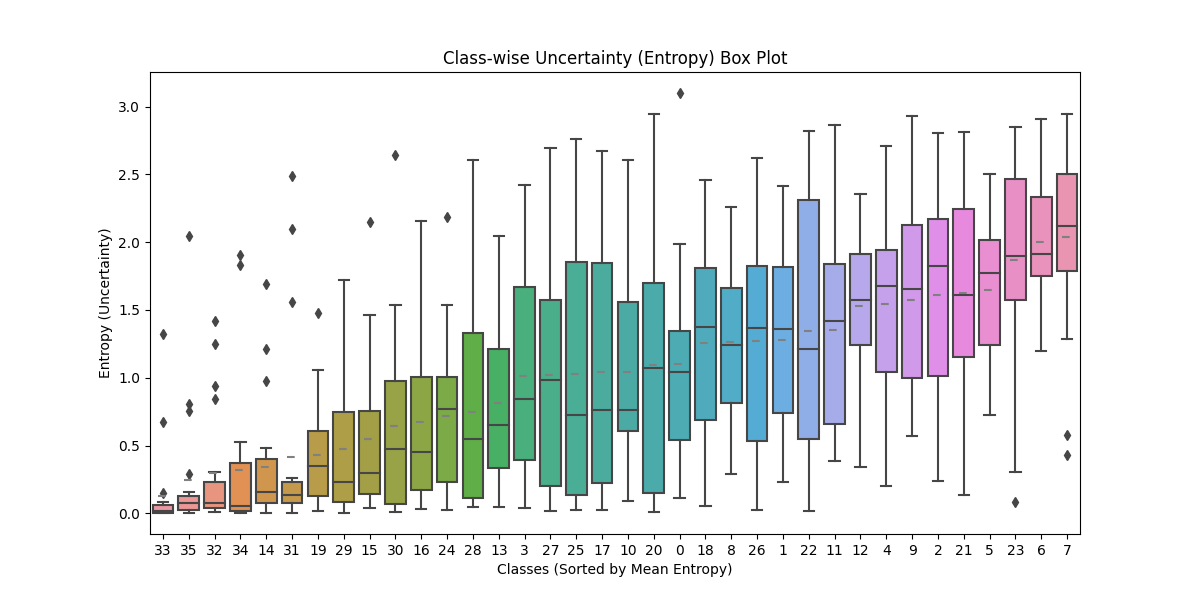 Class-wise Uncertainty (Entropy) Box Plot
3.0
2.5
2.0
1.5
1.0
0.5
0.0
Entropy (Uncertainty)
33 35 32 34 14 31 19 29 15 30 16 24 28 13 3 27 25 17 10 20 0 18 8 26 1 22 11 12 4 9 2 21 5 23 6 7
Classes (Sorted by Mean Entropy)